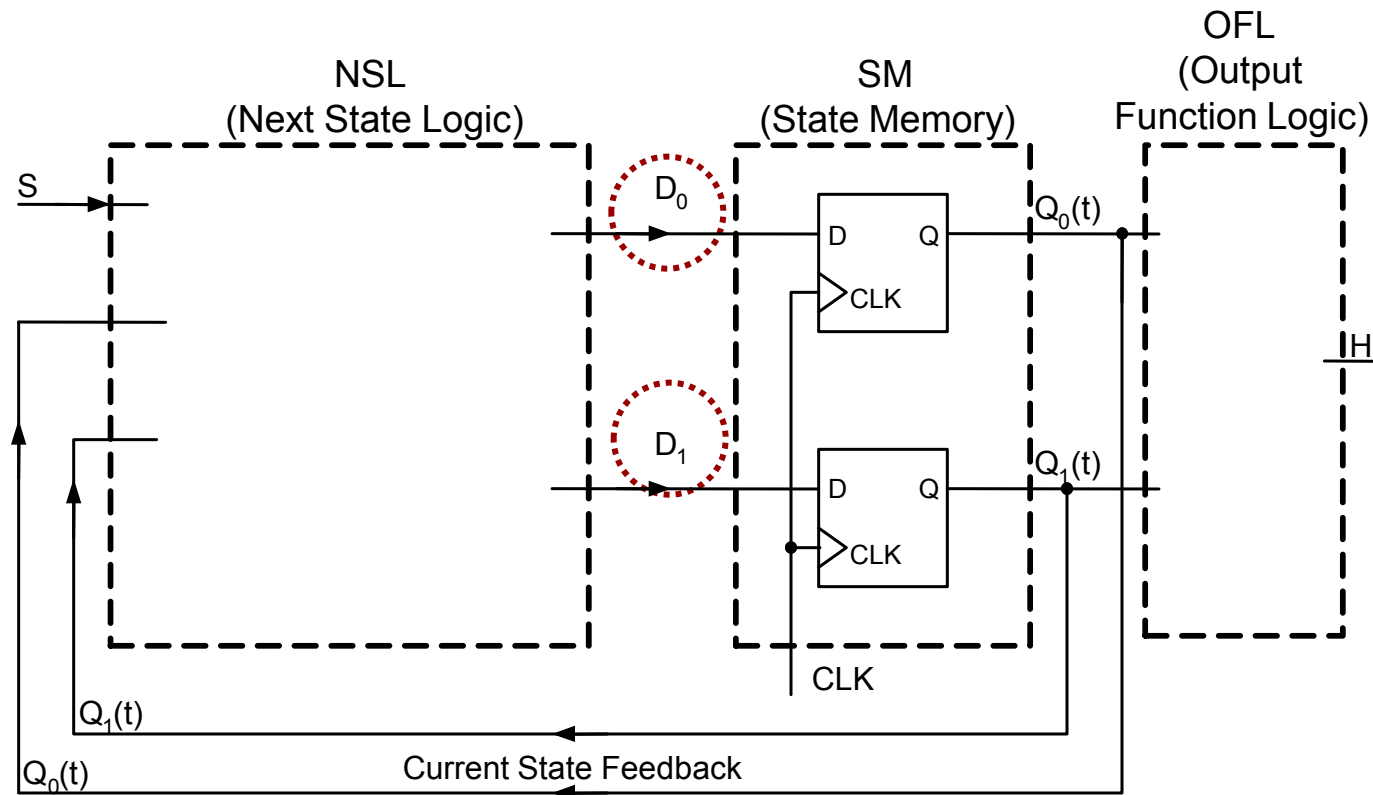 NSL
(Next State Logic)
SM
(State Memory)
OFL
(Output
Function Logic)
S
D₀
D
Q
CLK
Q₀(t)
H
D₁
D
Q
CLK
Q₁(t)
CLK
Q₁(t)
Q₀(t)
Current State Feedback